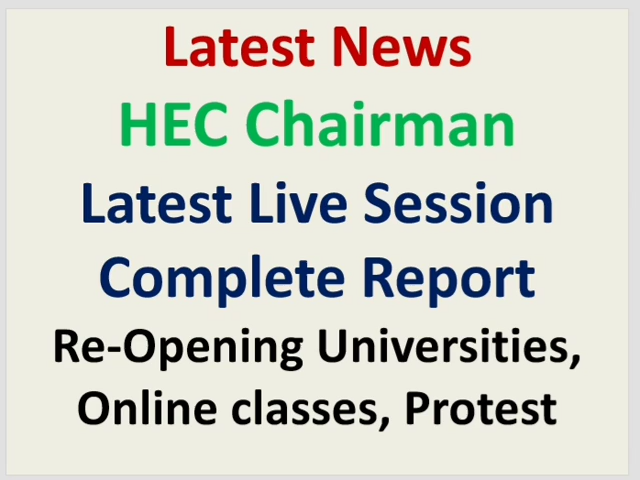 Latest News
HEC Chairman
Latest Live Session
Complete Report
Re-Opening Universities,
Online classes, Protest